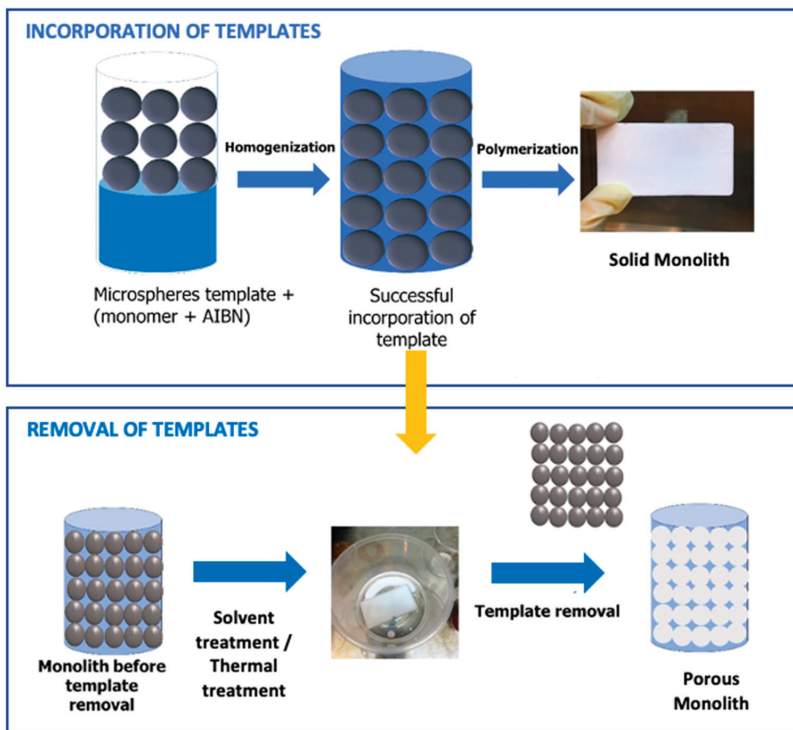 INCORPORATION OF TEMPLATES
Homogenization
Polymerization
Solid Monolith
Microspheres template +
(monomer + AIBN)
Successful
incorporation of
template
REMOVAL OF TEMPLATES
Monolith before
template
removal
Solvent
treatment /
Thermal
treatment
Template removal
Porous
Monolith